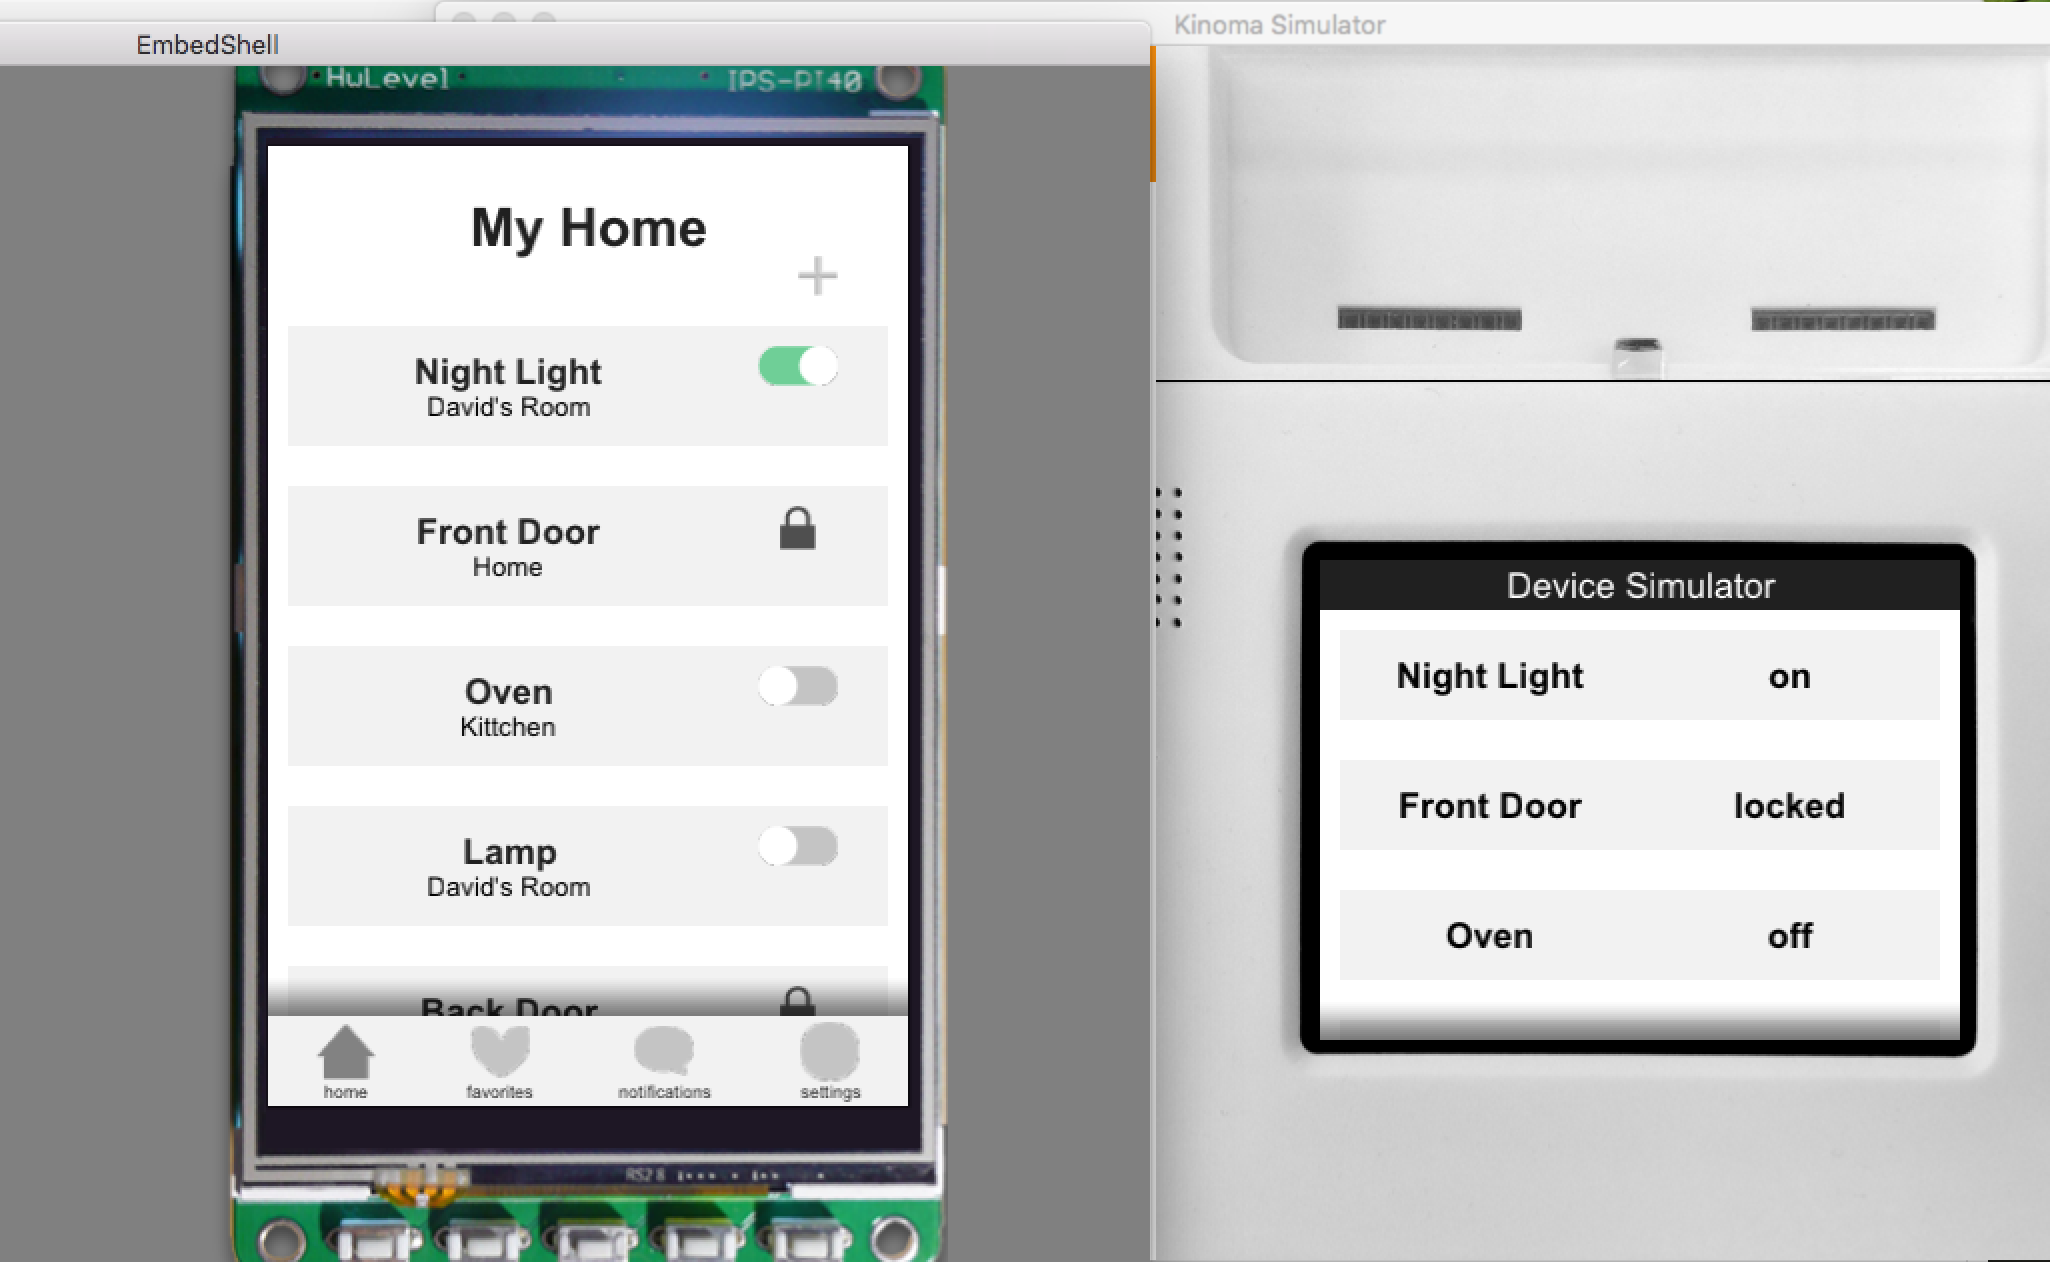 EmbedShell
Kinoma Simulator
HwLevel
IPS-PI40
My Home
Night Light
David's Room
Front Door
Home
Oven
Kittchen
Lamp
David's Room
Back Door
home
favorites
notifications
settings
Device Simulator
Night Light
on
Front Door
locked
Oven
off